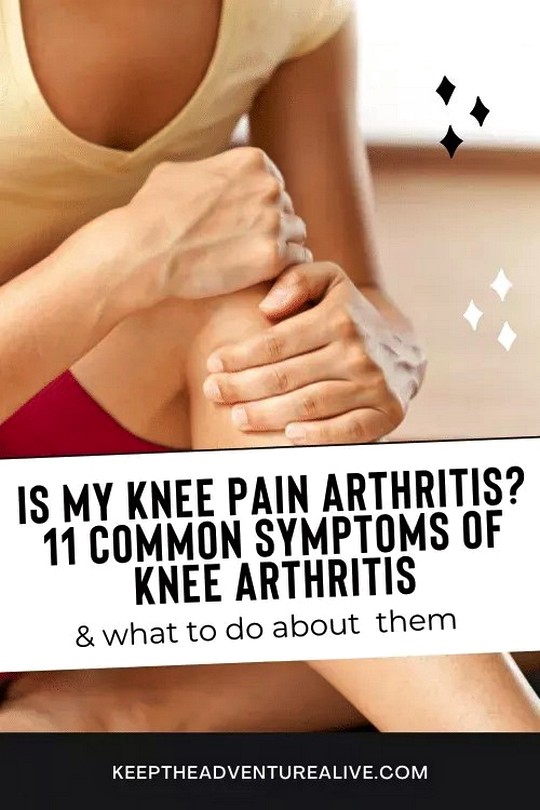 IS MY KNEE PAIN ARTHRITIS?
11 COMMON SYMPTOMS OF
KNEE ARTHRITIS
& what to do about them
KEEPTHEADVENTUREALIVE.COM